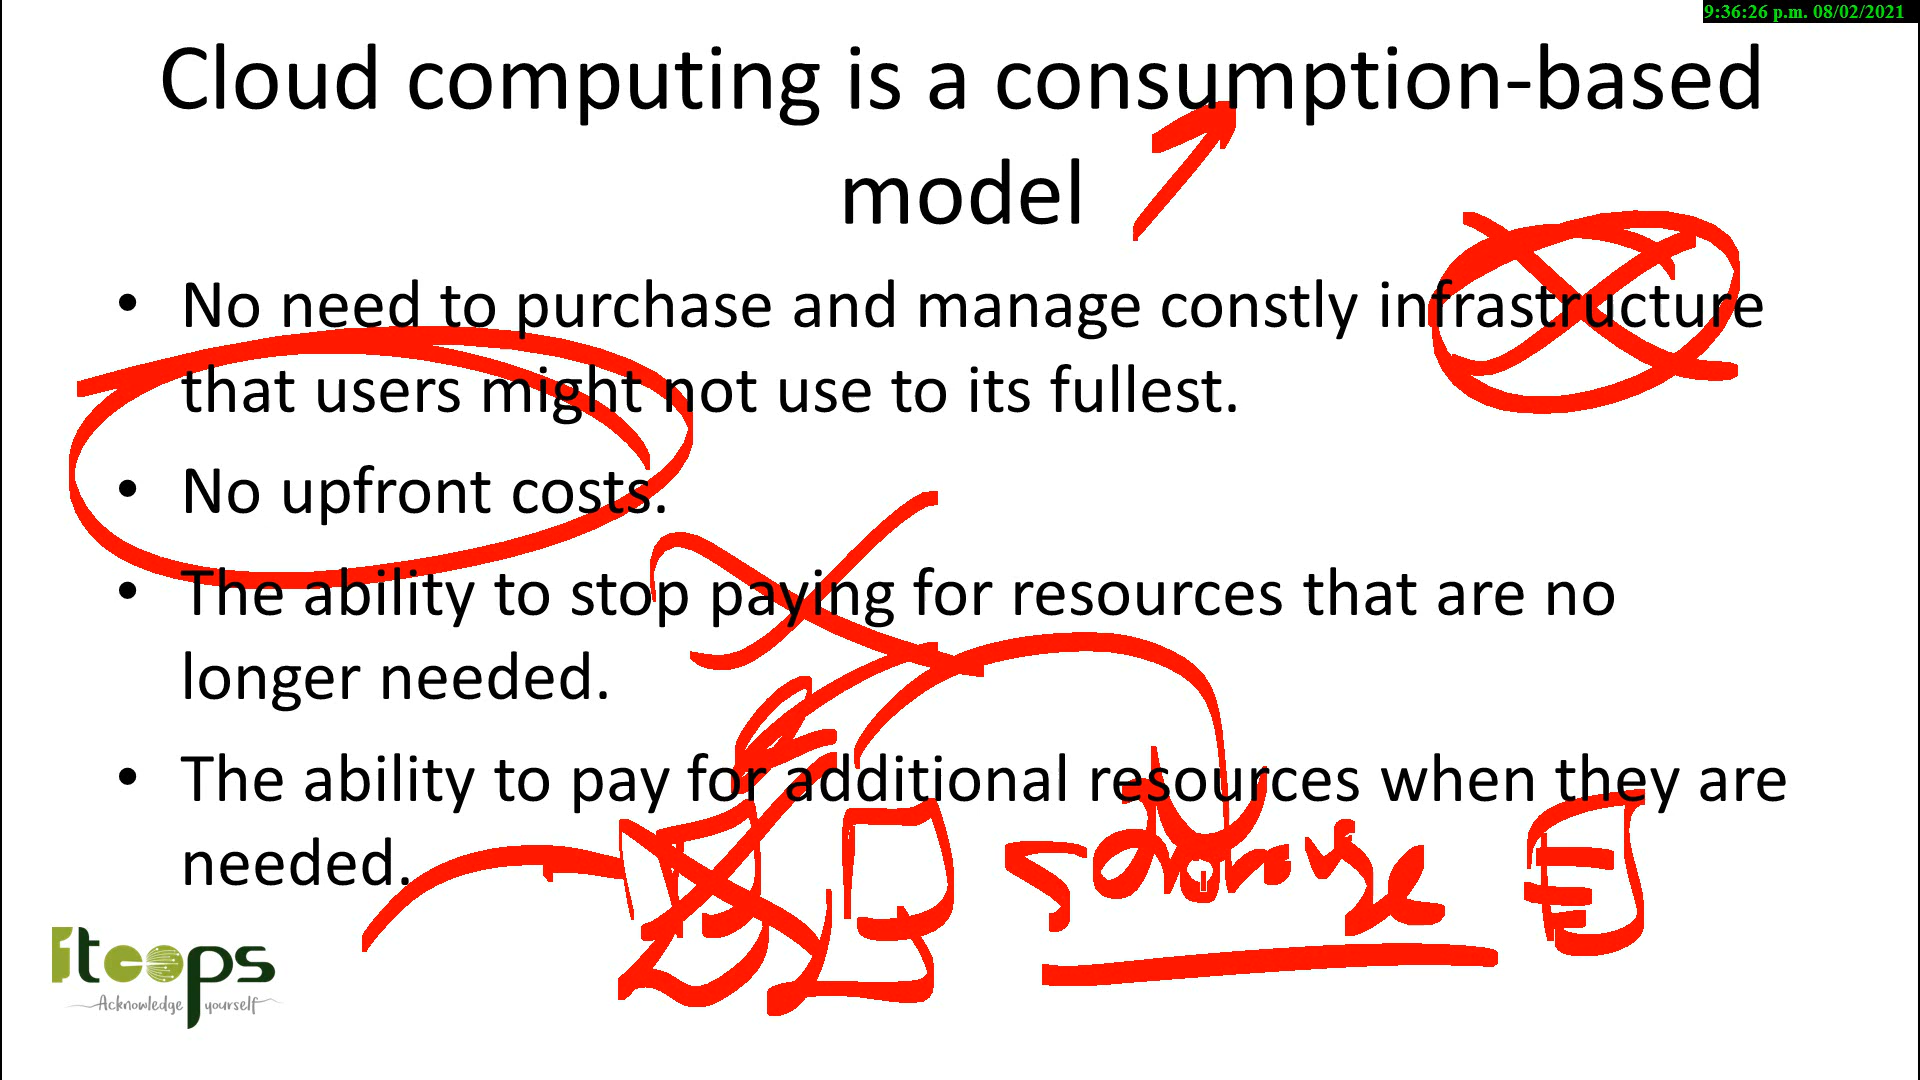 9:36:26 p.m. 08/02/2021
Cloud computing is a consumption-based
model
• No need to purchase and manage constly infrastructure
that users might not use to its fullest.
• No upfront costs.
• The ability to stop paying for resources that are no
longer needed.
• The ability to pay for additional resources when they are
needed.
itoops
Acknowledge yourself